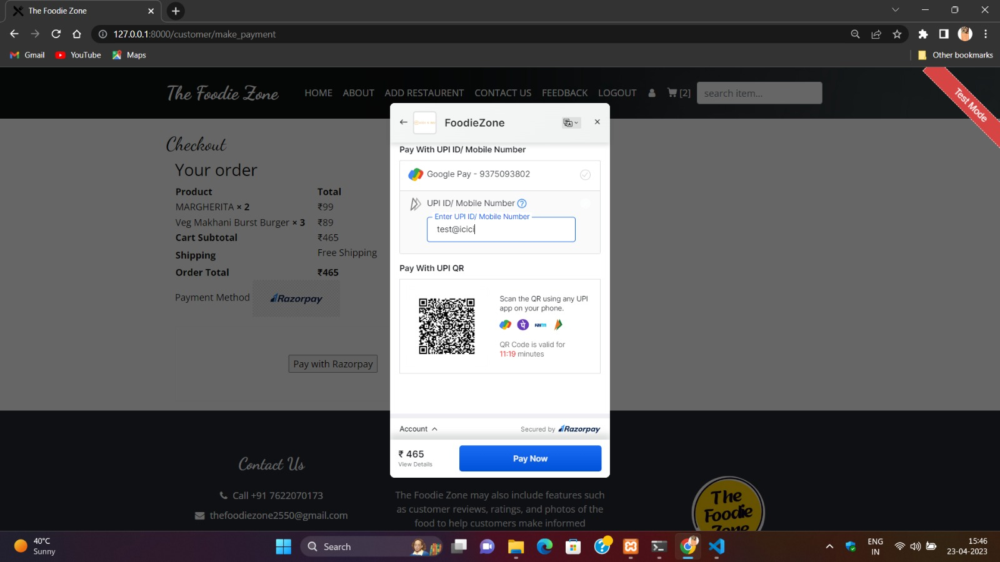 The Foodie Zone
127.0.0.1:8000/customer/make_payment
Gmail YouTube Maps Other bookmarks
The Foodie Zone HOME ABOUT ADD RESTAURENT CONTACT US FEEDBACK LOGOUT [2] search item...
Test Mode
Checkout
Your order
Product Total
MARGHERITA × 2 ₹99
Veg Makhani Burst Burger × 3 ₹89
Cart Subtotal ₹465
Shipping Free Shipping
Order Total ₹465
Payment Method Razorpay
Pay with Razorpay
FoodieZone
Pay With UPI ID/ Mobile Number
Google Pay - 9375093802
UPI ID/ Mobile Number
Enter UPI ID/ Mobile Number
test@icici
Pay With UPI QR
Scan the QR using any UPI
app on your phone.
paytm
QR Code is valid for
11:19 minutes
Account Secured by Razorpay
₹ 465
View Details
Pay Now
Contact Us
Call +91 7622070173
thefoodiezone2550@gmail.com
The Foodie Zone may also include features such
as customer reviews, ratings, and photos of the
food to help customers make informed
The
Foodie
Zone
40°C
Sunny
Search
ENG
IN
15:46
23-04-2023